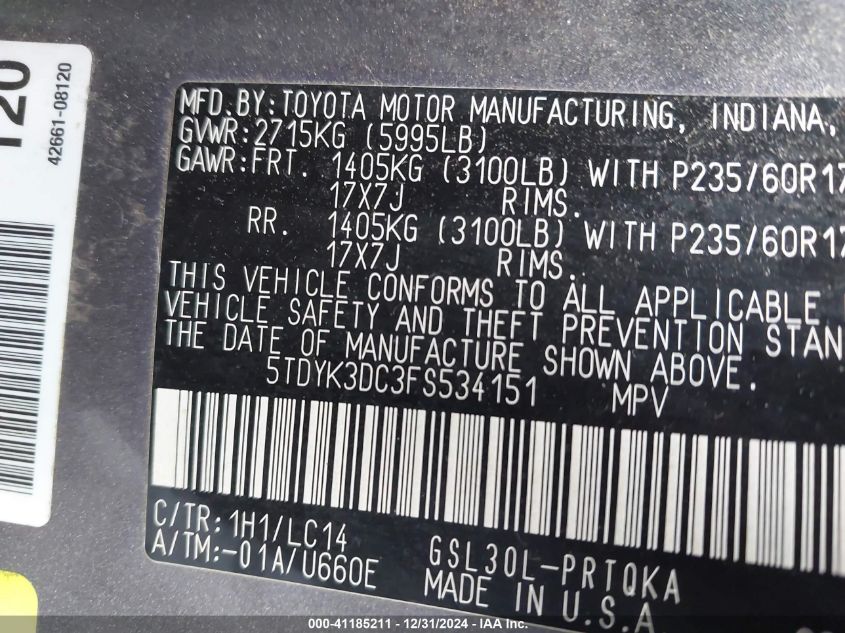 120
42661-08120
MFD.BY:TOYOTA MOTOR MANUFACTURING, INDIANA,
GVWR:2715KG (5995LB)
GAWR:FRT. 1405KG (3100LB) WITH P235/60R17
17X7J RIMS.
RR. 1405KG (3100LB) WITH P235/60R17
17X7J RIMS.
THIS VEHICLE CONFORMS TO ALL APPLICABLE
VEHICLE SAFETY AND THEFT PREVENTION STAN
THE DATE OF MANUFACTURE SHOWN ABOVE.
5TDYK3DC3FS534151 MPV
C/TR:1H1/LC14
A/TM:-01A/U660E
GSL30L-PRTQKA
MADE IN U.S.A
000-41185211 - 12/31/2024 - IAA Inc.